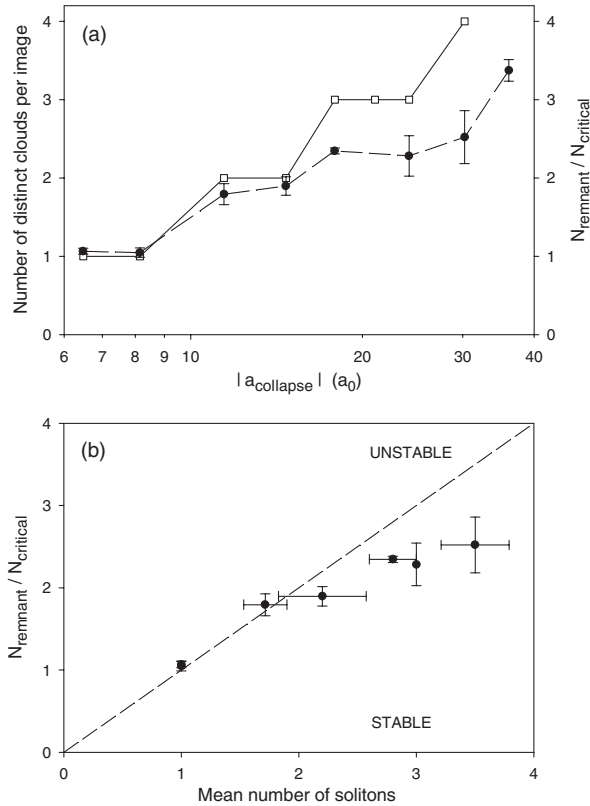 (a)
Number of distinct clouds per image
4
3
2
1
0
4
3
2
1
0
N_remnant / N_critical
6 7 8 9 10 20 30 40
| a_collapse | (a_0)
(b)
UNSTABLE
N_remnant / N_critical
4
3
2
1
0
STABLE
0 1 2 3 4
Mean number of solitons